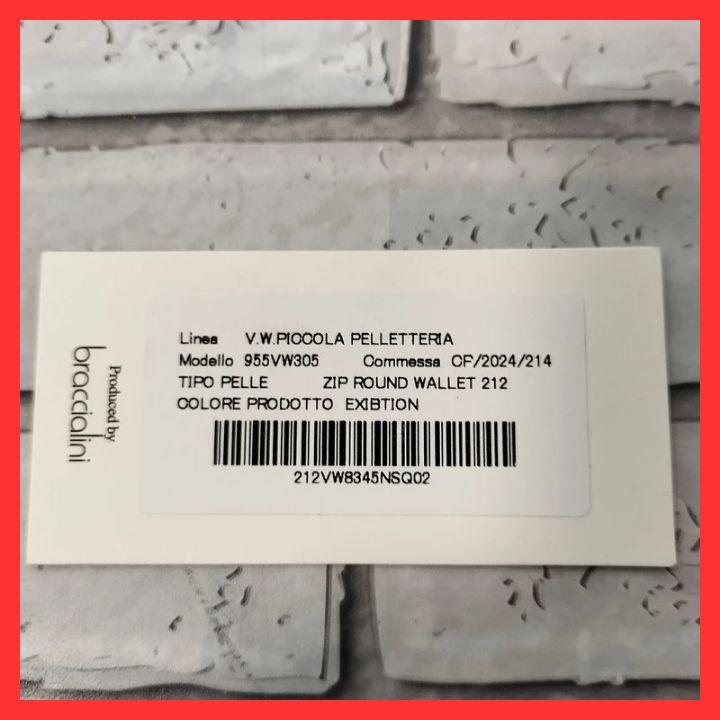 Linea V.W.PICCOLA PELLETTERIA
Modello 955VW305 Commessa CF/2024/214
TIPO PELLE ZIP ROUND WALLET 212
COLORE PRODOTTO EXIBTION
212VW8345NSQ02
Produced by
braccialini